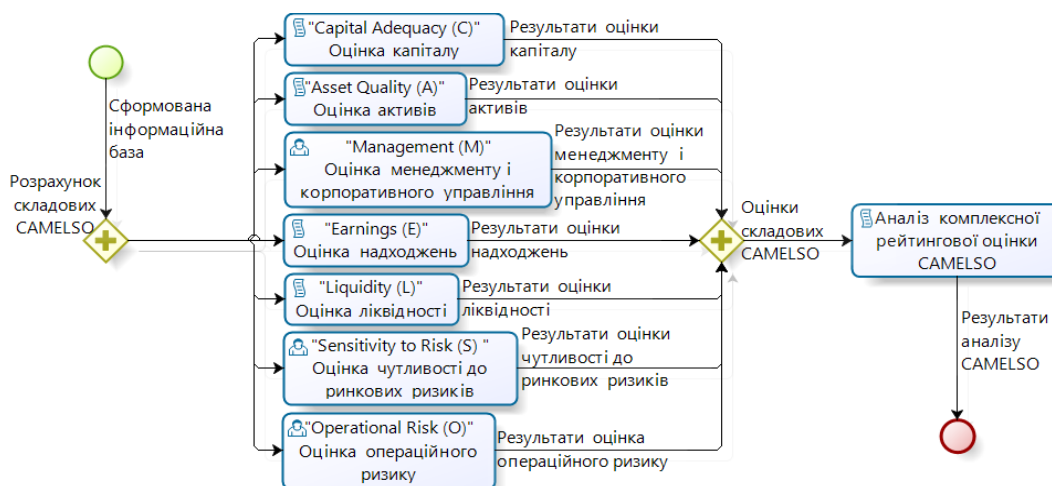 Сформована
інформаційна
база
Розрахунок
складових
CAMELSO
"Capital Adequacy (C)
Оцінка капіталу
Результати оцінки
капіталу
"Asset Quality (A)"
Оцінка активів
Результати оцінки
активів
"Management (M)"
Оцінка менеджменту і
корпоративного управління
Результати оцінки
менеджменту і
корпоративного
управління
"Earnings (E)"
Оцінка надходжень
Результати оцінки
надходжень
"Liquidity (L)"
Оцінка ліквідності
Результати оцінки
ліквідності
"Sensitivity to Risk (S) "
Оцінка чутливості до
ринкових ризиків
Результати оцінки
чутливості до
ринкових ризиків
"Operational Risk (O)"
Оцінка операційного
ризику
Результати оцінка
операційного ризику
Оцінки
складових
CAMELSO
Аналіз комплексної
рейтингової оцінки
CAMELSO
Результати
аналізу
CAMELSO